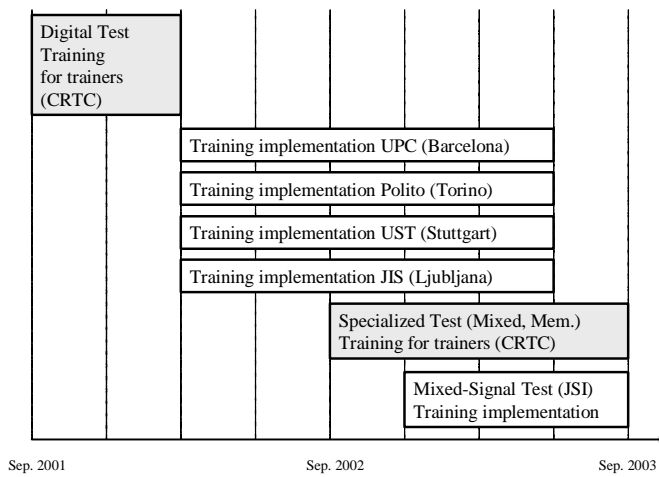 Digital Test
Training
for trainers
(CRTC)
Training implementation UPC (Barcelona)
Training implementation Polito (Torino)
Training implementation UST (Stuttgart)
Training implementation JIS (Ljubljana)
Specialized Test (Mixed, Mem.)
Training for trainers (CRTC)
Mixed-Signal Test (JSI)
Training implementation
Sep. 2001
Sep. 2002
Sep. 2003